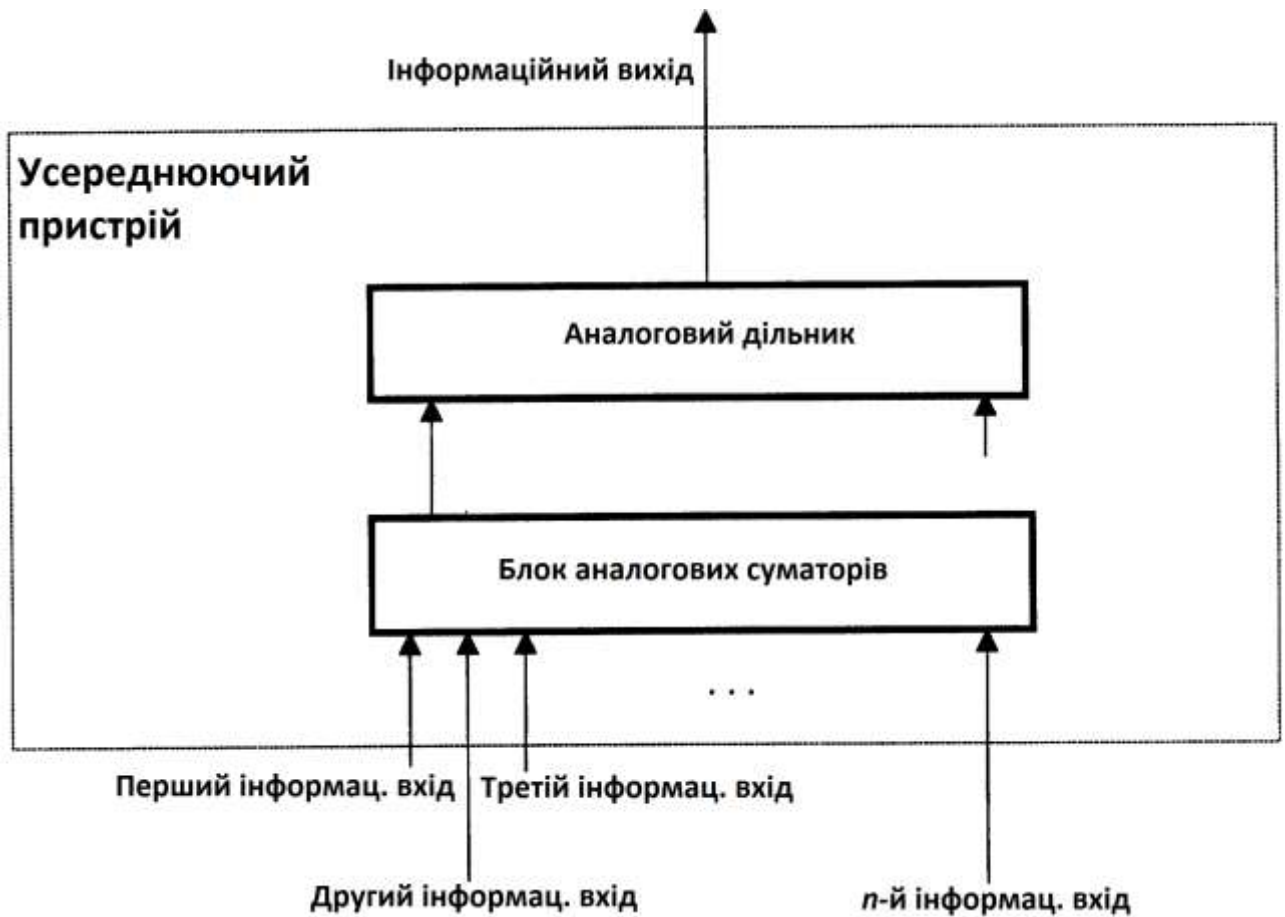 Інформаційний вихід
Усереднюючий
пристрій
Аналоговий дільник
Блок аналогових суматорів
. . .
Перший інформац. вхід
Третій інформац. вхід
Другий інформац. вхід
n-й інформац. вхід